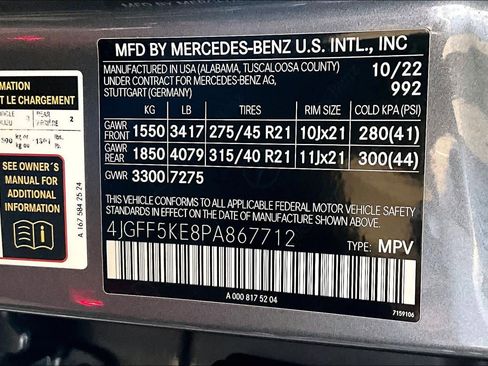 MATION
T LE CHARGEMENT
REAR 2
SEE OWNER´S
MANUAL FOR
ADDITIONAL
INFORMATION
A 167 584 25 24
MFD BY MERCEDES-BENZ U.S. INTL., INC
MANUFACTURED IN USA (ALABAMA, TUSCALOOSA COUNTY)
UNDER CONTRACT FOR MERCEDES-BENZ AG,
STUTTGART (GERMANY)
10/22
992
KG LB TIRES RIM SIZE COLD KPA (PSI)
GAWR FRONT 1550 3417 275/45 R21 10Jx21 280(41)
GAWR REAR 1850 4079 315/40 R21 11Jx21 300(44)
GWR 3300 7275
THIS VEHICLE CONFORMS TO ALL APPLICABLE FEDERAL MOTOR VEHICLE SAFETY
STANDARDS IN EFFECT ON THE DATE OF MANUFACTURE SHOWN ABOVE.
4JGFF5KE8PA867712
TYPE: MPV
A 000 817 52 04
7159106